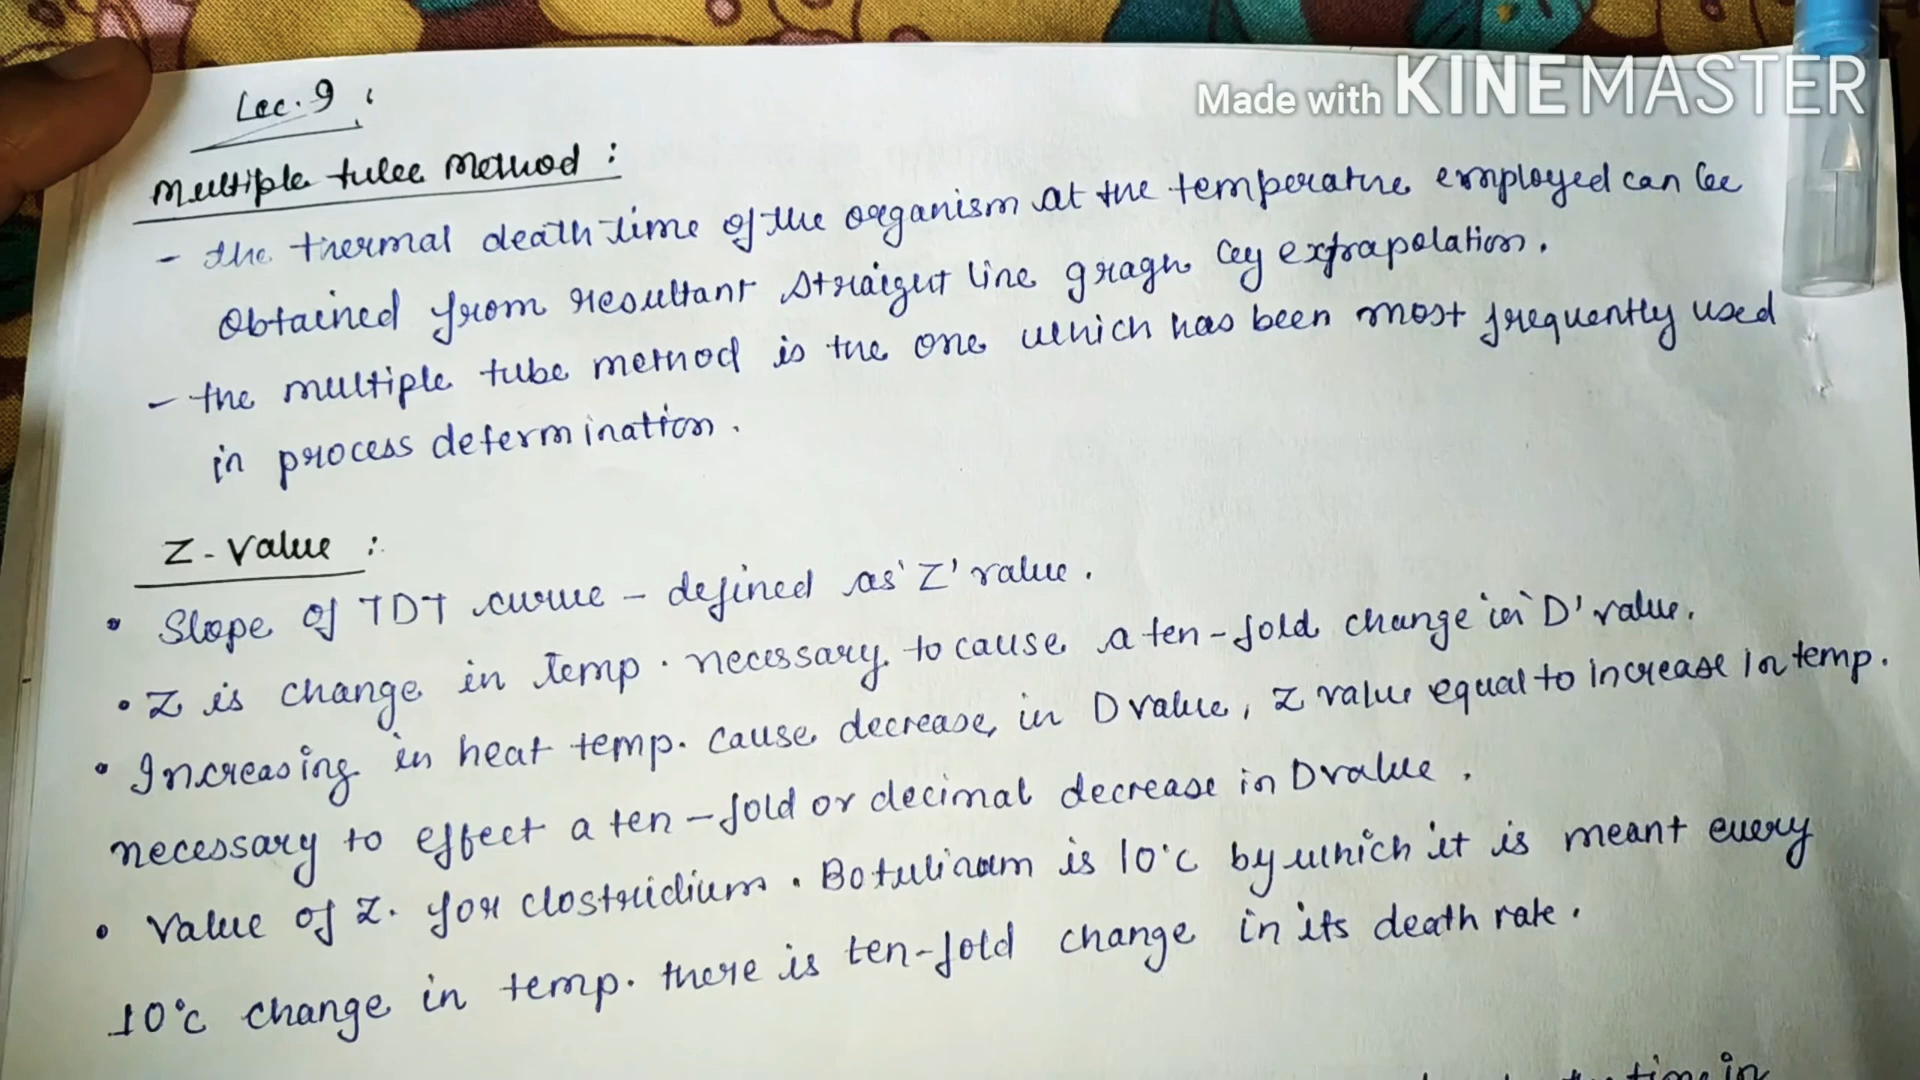 Made with KINEMASTER
Lec. 9 :
Multiple tube Method :
- the thermal death time of the organism at the temperature employed can be
Obtained from resultant straight line graph by extrapolation.
- the multiple tube method is the one which has been most frequently used
in process determination.
Z - Value :
• Slope of TDT curve - defined as 'Z' value.
• Z is change in temp. necessary to cause a ten-fold change in 'D' value.
• Increasing in heat temp. cause decrease in D value, Z value equal to increase in temp.
necessary to effect a ten-fold or decimal decrease in D value.
• Value of Z. for clostridium. Botulinum is 10°c by which it is meant every
10°c change in temp. there is ten-fold change in its death rate.
time in